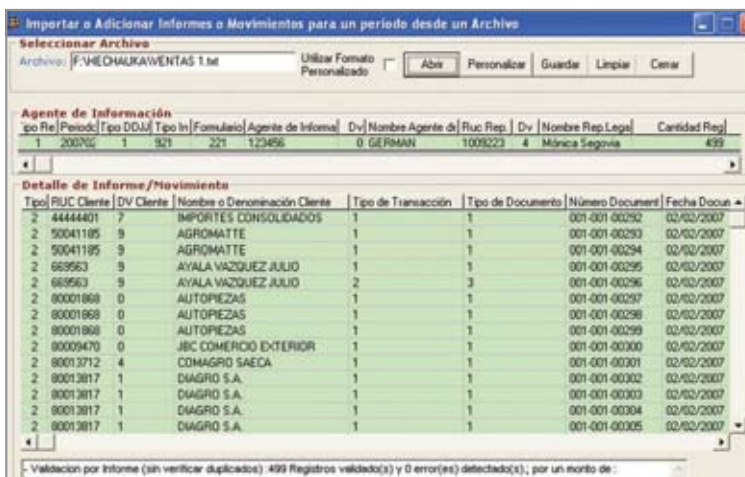 Importar o Adicionar Informes o Movimientos para un período desde un Archivo
Seleccionar Archivo
Archivo: F:\HECHAUKA\VENTAS 1.txt Utilizar Formato Personalizado Abrir Personalizar Guardar Limpiar Cerrar
Agente de Información
ipo Re Periodo Tipo DDJJ Tipo In Formulario Agente de Informa Dv Nombre Agente de Ruc Rep. Dv Nombre Rep.Lega Cantidad Reg
1 200702 1 921 221 123456 0 GERMAN 1009223 4 Mónica Segovia 499
Detalle de Informe/Movimiento
Tipo RUC Cliente DV Cliente Nombre o Denominación Cliente Tipo de Transacción Tipo de Documento Número Document Fecha Docun
2 44444401 7 IMPORTES CONSOLIDADOS 1 1 001-001-00292 02/02/2007
2 50041185 9 AGROMATTE 1 1 001-001-00293 02/02/2007
2 50041185 9 AGROMATTE 1 1 001-001-00294 02/02/2007
2 669563 9 AYALA VAZQUEZ JULIO 1 1 001-001-00295 02/02/2007
2 669563 9 AYALA VAZQUEZ JULIO 2 3 001-001-00296 02/02/2007
2 80001868 0 AUTOPIEZAS 1 1 001-001-00297 02/02/2007
2 80001868 0 AUTOPIEZAS 1 1 001-001-00298 02/02/2007
2 80001868 0 AUTOPIEZAS 1 1 001-001-00299 02/02/2007
2 80009470 0 JBC COMERCIO EXTERIOR 1 1 001-001-00300 02/02/2007
2 80013712 4 COMAGRO SAECA 1 1 001-001-00301 02/02/2007
2 80013817 1 DIAGRO S.A. 1 1 001-001-00302 02/02/2007
2 80013817 1 DIAGRO S.A. 1 1 001-001-00303 02/02/2007
2 80013817 1 DIAGRO S.A. 1 1 001-001-00304 02/02/2007
2 80013817 1 DIAGRO S.A. 1 1 001-001-00305 02/02/2007
- Validacion por Informe (sin verificar duplicados) :499 Registros validado(s) y 0 error(es) detectado(s).; por un monto de :